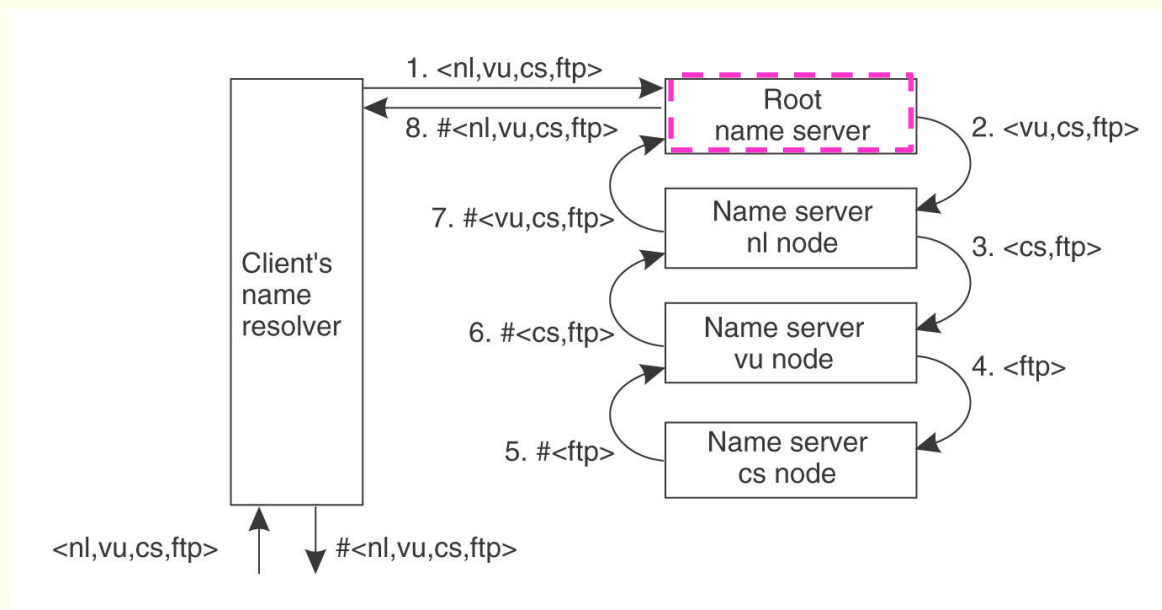 1. <nl,vu,cs,ftp>
Root
name server
8. #<nl,vu,cs,ftp>
2. <vu,cs,ftp>
7. #<vu,cs,ftp>
Name server
nl node
3. <cs,ftp>
Client's
name
resolver
6. #<cs,ftp>
Name server
vu node
4. <ftp>
5. #<ftp>
Name server
cs node
<nl,vu,cs,ftp>
#<nl,vu,cs,ftp>